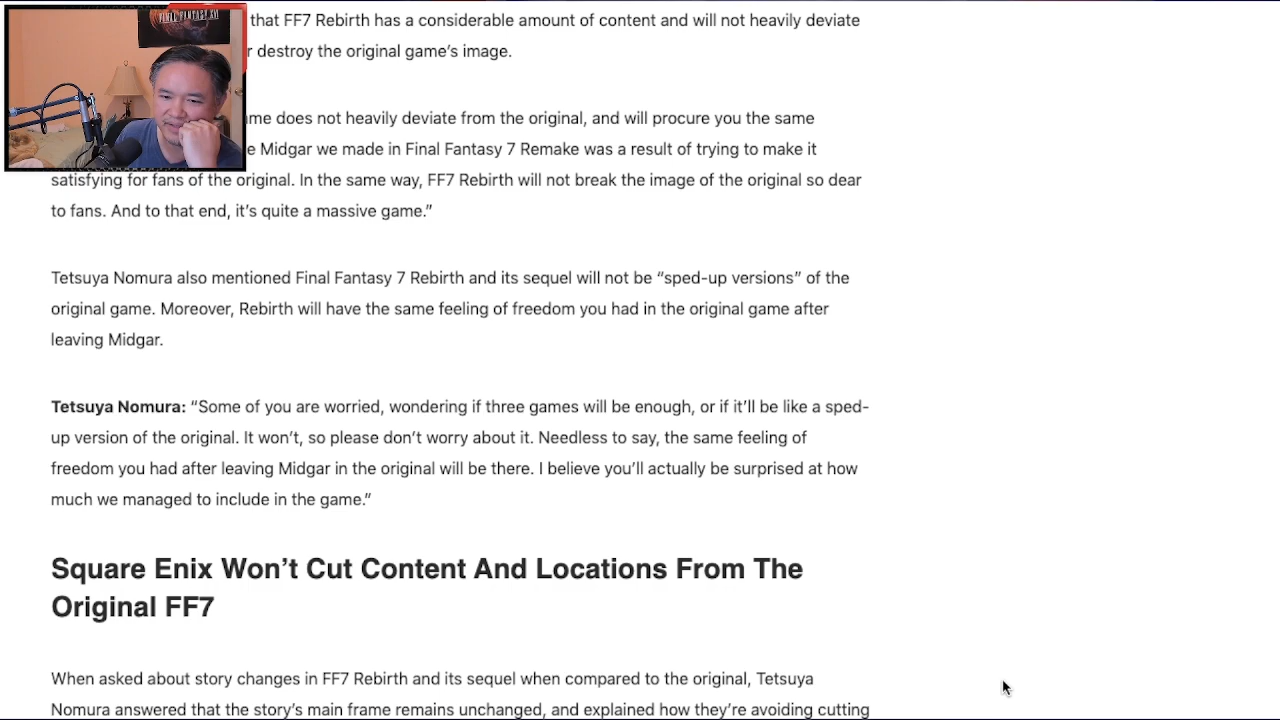 FINAL FANTASY XVI
that FF7 Rebirth has a considerable amount of content and will not heavily deviate
r destroy the original game’s image.
me does not heavily deviate from the original, and will procure you the same
e Midgar we made in Final Fantasy 7 Remake was a result of trying to make it
satisfying for fans of the original. In the same way, FF7 Rebirth will not break the image of the original so dear
to fans. And to that end, it’s quite a massive game.”
Tetsuya Nomura also mentioned Final Fantasy 7 Rebirth and its sequel will not be “sped-up versions” of the
original game. Moreover, Rebirth will have the same feeling of freedom you had in the original game after
leaving Midgar.
Tetsuya Nomura: “Some of you are worried, wondering if three games will be enough, or if it’ll be like a sped-
up version of the original. It won’t, so please don’t worry about it. Needless to say, the same feeling of
freedom you had after leaving Midgar in the original will be there. I believe you’ll actually be surprised at how
much we managed to include in the game.”
Square Enix Won’t Cut Content And Locations From The
Original FF7
When asked about story changes in FF7 Rebirth and its sequel when compared to the original, Tetsuya
Nomura answered that the story’s main frame remains unchanged, and explained how they’re avoiding cutting